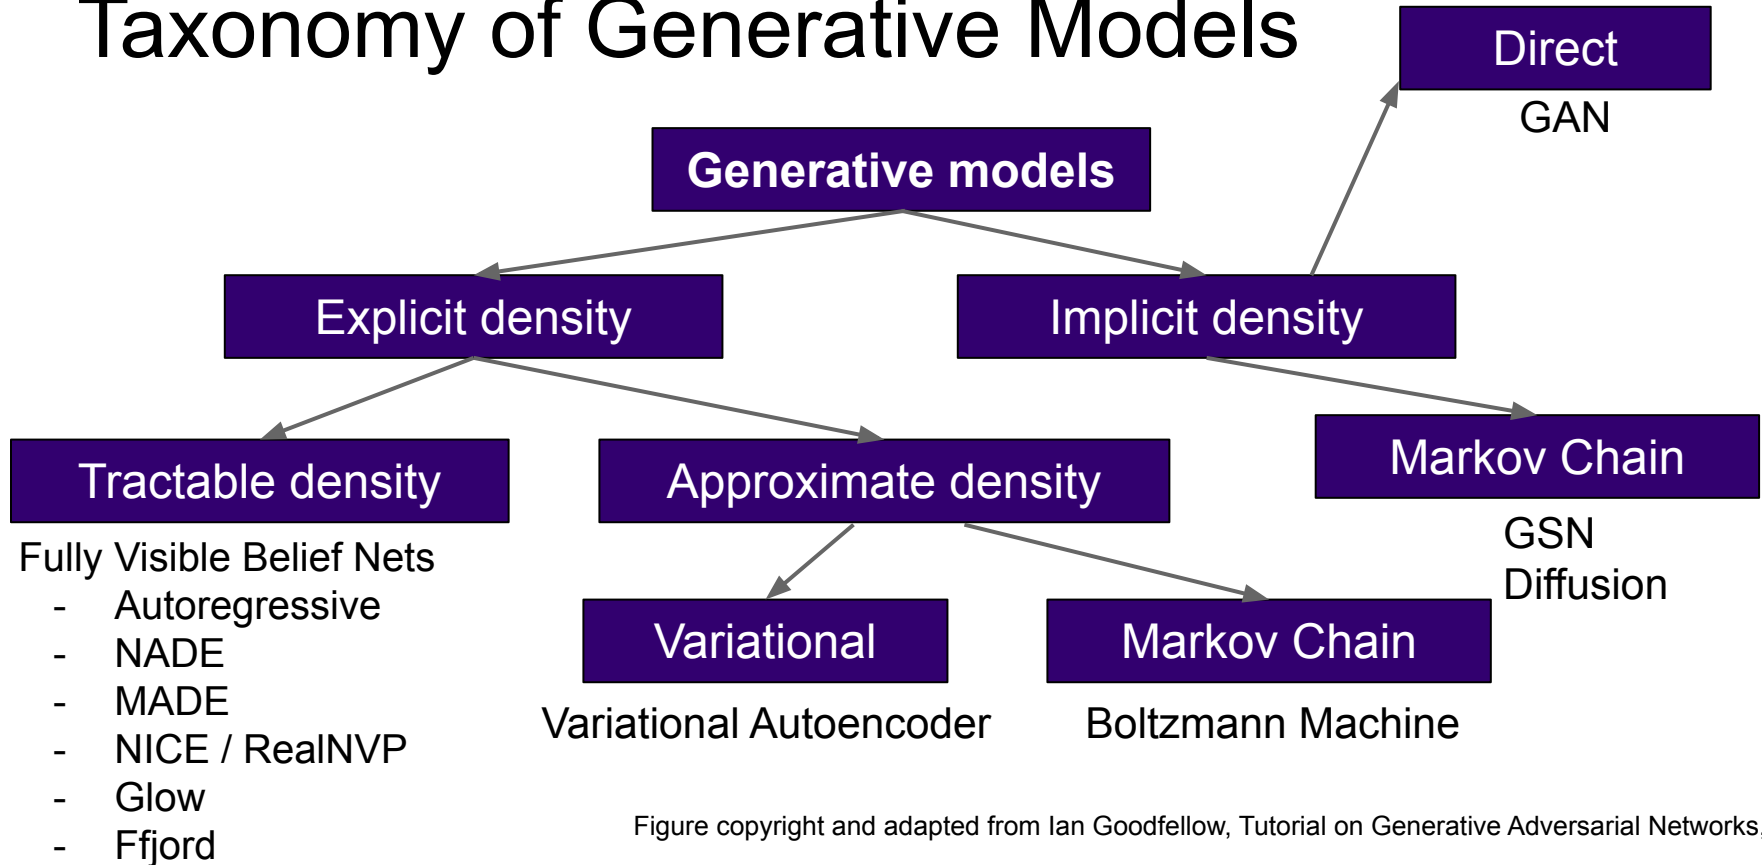 Taxonomy of Generative Models
Direct
GAN
Generative models
Explicit density
Implicit density
Tractable density
Approximate density
Markov Chain
Fully Visible Belief Nets
- Autoregressive
- NADE
- MADE
- NICE / RealNVP
- Glow
- Ffjord
GSN
Diffusion
Variational
Markov Chain
Variational Autoencoder
Boltzmann Machine
Figure copyright and adapted from Ian Goodfellow, Tutorial on Generative Adversarial Networks,